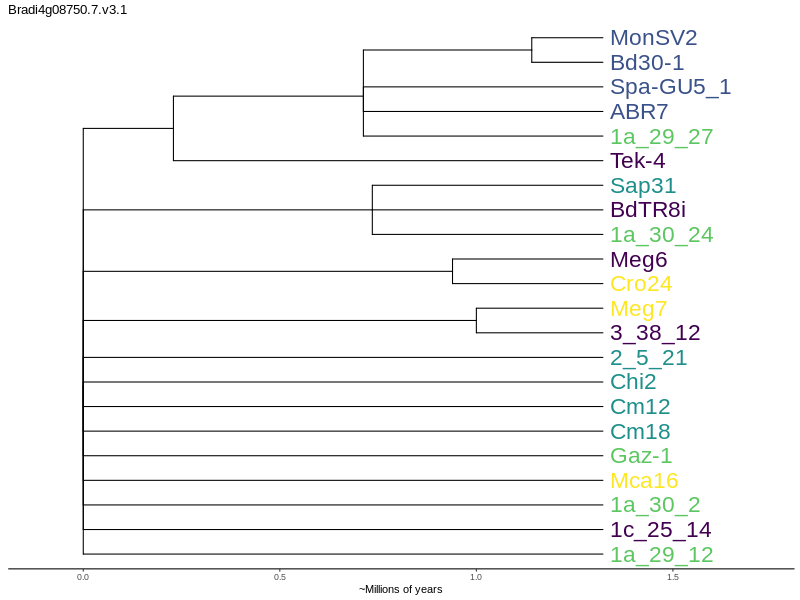 Bradi4g08750.7.v3.1
MonSV2
Bd30-1
Spa-GU5_1
ABR7
1a_29_27
Tek-4
Sap31
BdTR8i
1a_30_24
Meg6
Cro24
Meg7
3_38_12
2_5_21
Chi2
Cm12
Cm18
Gaz-1
Mca16
1a_30_2
1c_25_14
1a_29_12
0.0 0.5 1.0 1.5
~Millions of years